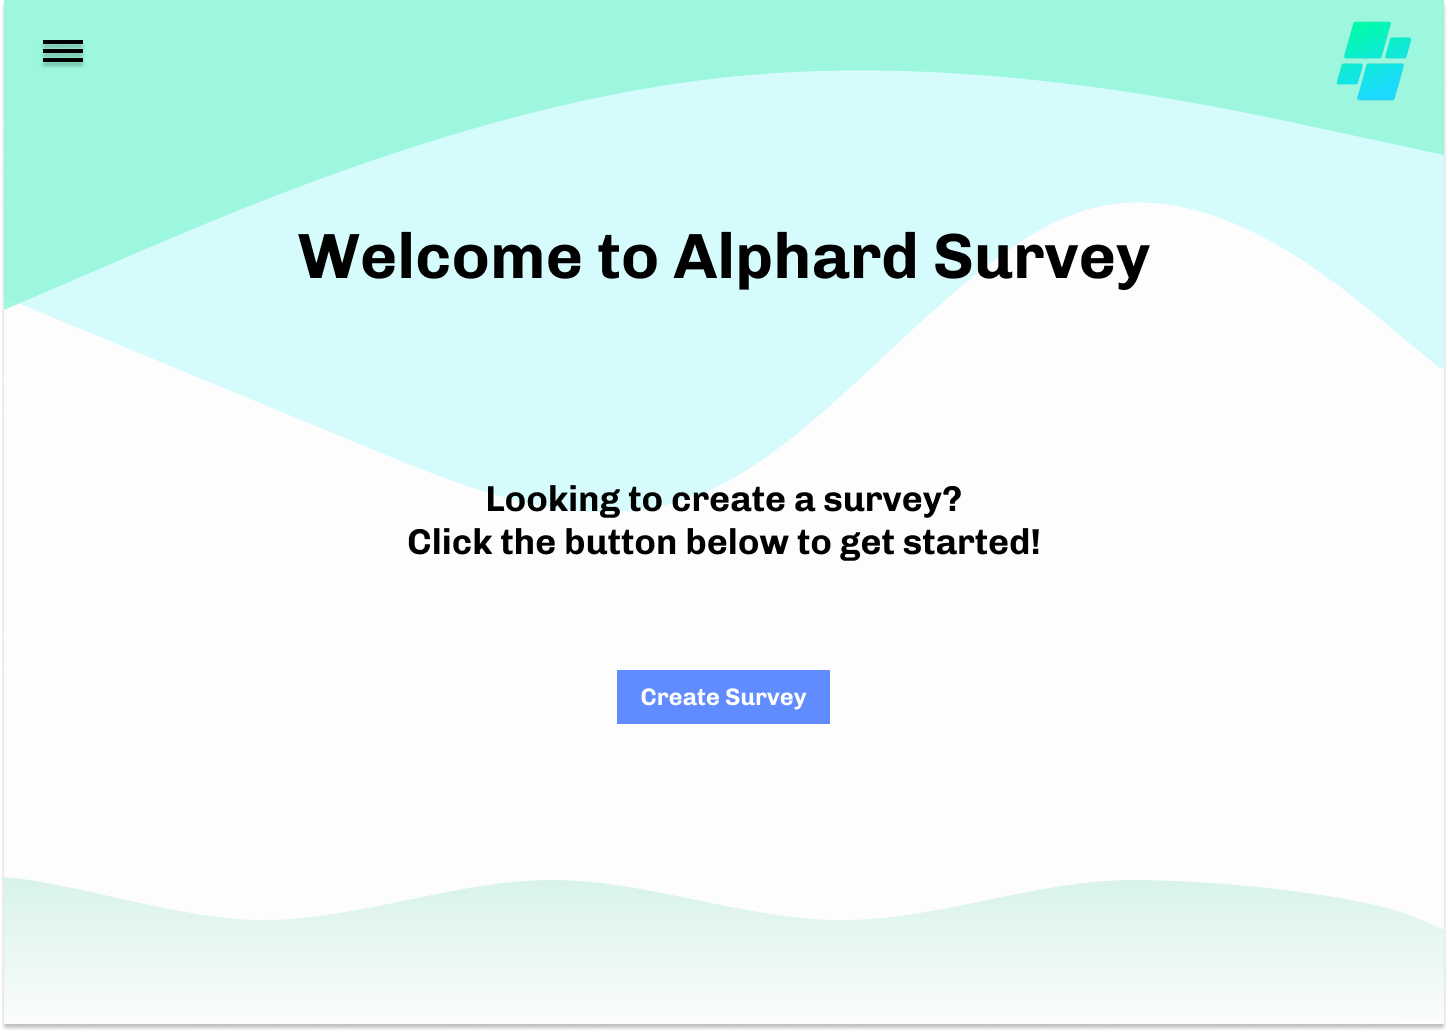 Welcome to Alphard Survey
Looking to create a survey?
Click the button below to get started!
Create Survey